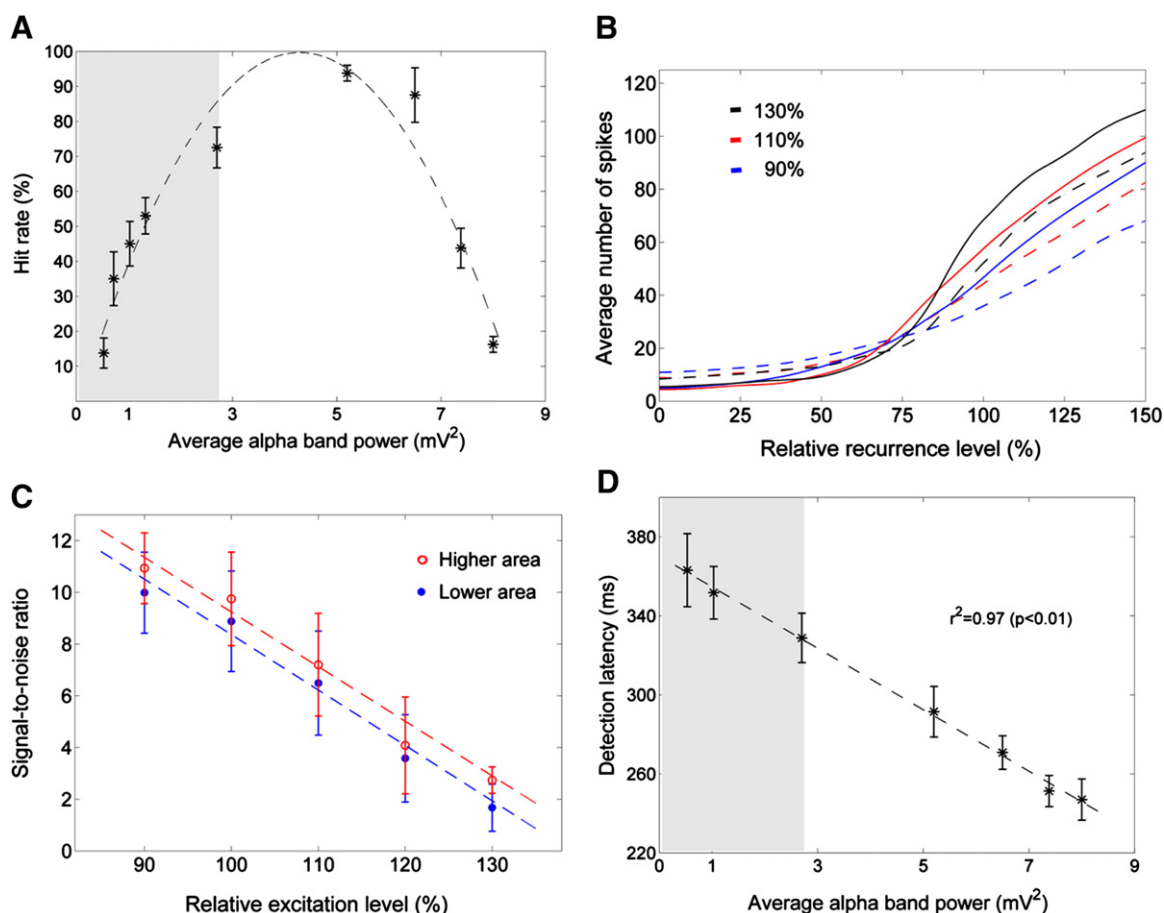 A
Hit rate (%)
100
90
80
70
60
50
40
30
20
10
0 1 3 5 7 9
Average alpha band power (mV²)
B
Average number of spikes
120
100
80
60
40
20
0
130%
110%
90%
0 25 50 75 100 125 150
Relative recurrence level (%)
C
Signal-to-noise ratio
12
10
8
6
4
2
0
Higher area
Lower area
90 100 110 120 130
Relative excitation level (%)
D
Detection latency (ms)
380
340
300
260
220
r²=0.97 (p<0.01)
0 1 3 5 7 9
Average alpha band power (mV²)